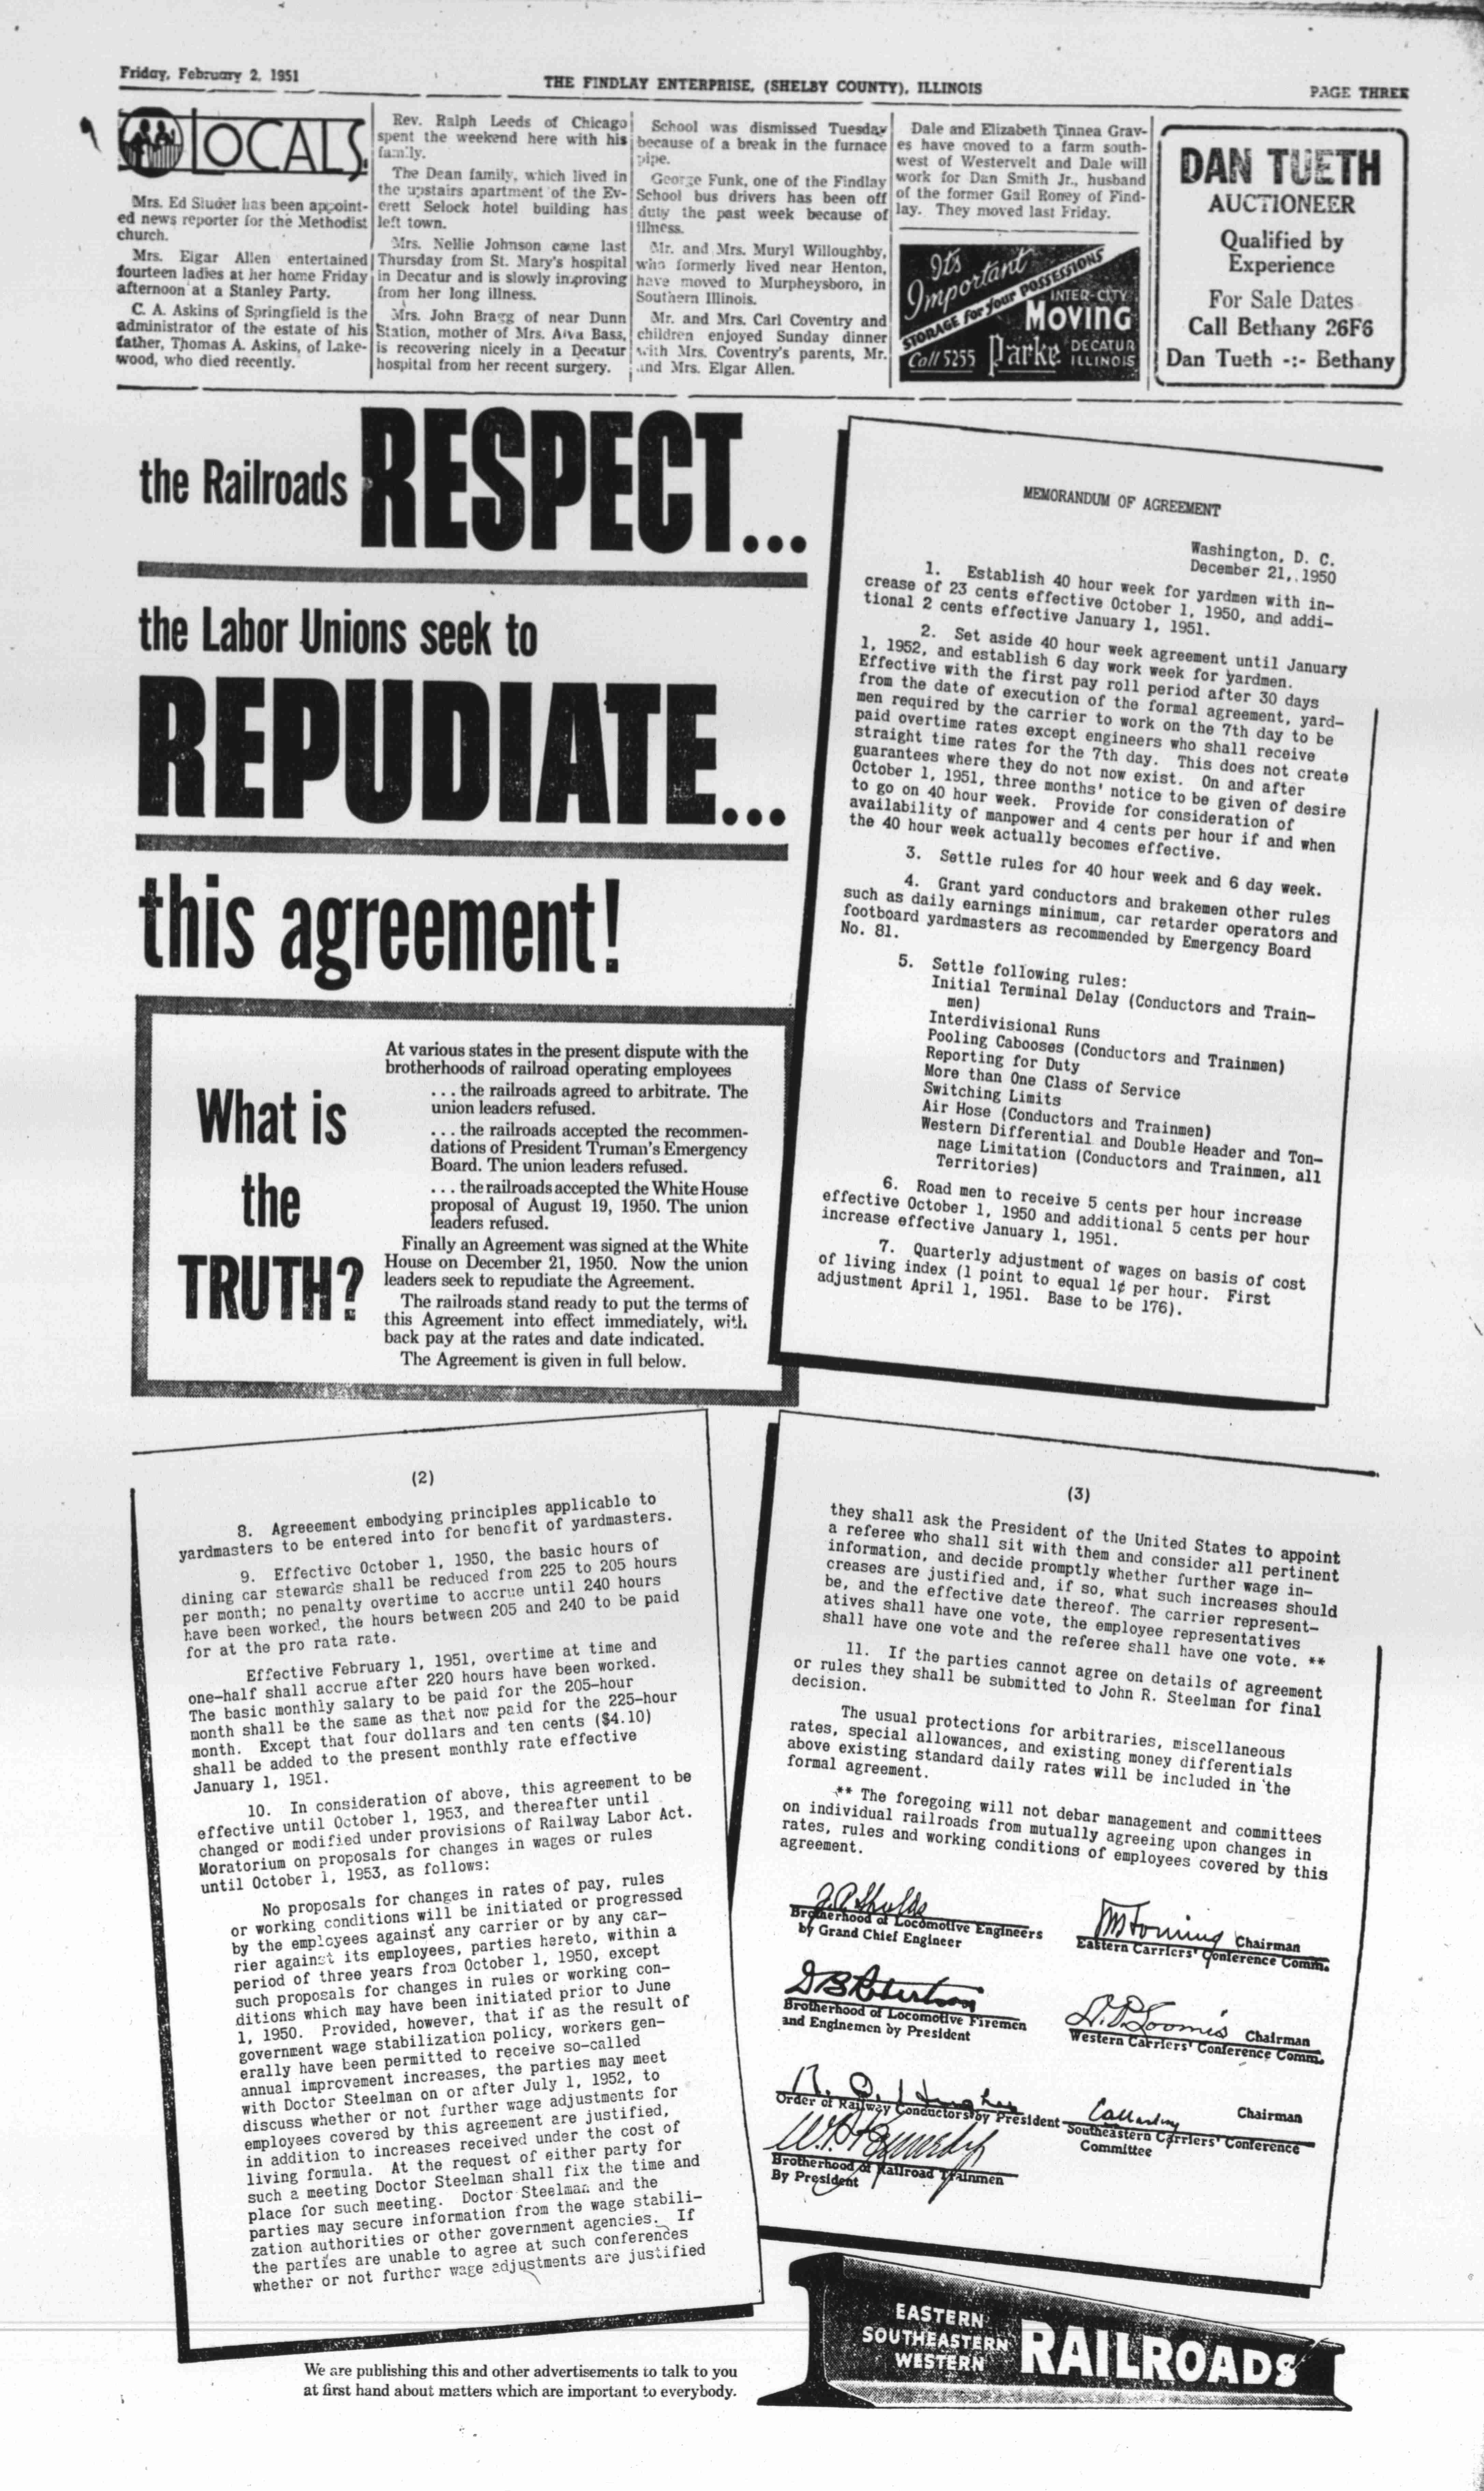 Friday, February 2, 1951
THE FINDLAY ENTERPRISE, (SHELBY COUNTY), ILLINOIS
PAGE THREE
LOCALS
Mrs. Ed Studer has been appoint-
ed news reporter for the Methodist
church.
Mrs. Elgar Allen entertained
fourteen ladies at her home Friday
afternoon at a Stanley Party.
C. A. Askins of Springfield is the
administrator of the estate of his
father, Thomas A. Askins, of Lake-
wood, who died recently.
Rev. Ralph Leeds of Chicago
spent the weekend here with his
family.
The Dean family, which lived in
the upstairs apartment of the Ev-
erett Selock hotel building has
left town.
Mrs. Nellie Johnson came last
Thursday from St. Mary's hospital
in Decatur and is slowly improving
from her long illness.
Mrs. John Bragg of near Dunn
Station, mother of Mrs. Alva Bass,
is recovering nicely in a Decatur
hospital from her recent surgery.
School was dismissed Tuesday
because of a break in the furnace
pipe.
George Funk, one of the Findlay
School bus drivers has been off
duty the past week because of
illness.
Mr. and Mrs. Muryl Willoughby,
who formerly lived near Henton,
have moved to Murpheysboro, in
Southern Illinois.
Mr. and Mrs. Carl Coventry and
children enjoyed Sunday dinner
with Mrs. Coventry's parents, Mr.
and Mrs. Elgar Allen.
Dale and Elizabeth Tinnea Grav-
es have moved to a farm south-
west of Westervelt and Dale will
work for Dan Smith Jr., husband
of the former Gail Roney of Find-
lay. They moved last Friday.
It's
Important
STORAGE for your POSSESSIONS
INTER-CITY
MOVING
Call 5255
Parke
DECATUR
ILLINOIS
DAN TUETH
AUCTIONEER
Qualified by
Experience
For Sale Dates
Call Bethany 26F6
Dan Tueth -:- Bethany
the Railroads RESPECT...
the Labor Unions seek to
REPUDIATE...
this agreement!
What is
the
TRUTH?
At various states in the present dispute with the
brotherhoods of railroad operating employees
... the railroads agreed to arbitrate. The
union leaders refused.
... the railroads accepted the recommen-
dations of President Truman's Emergency
Board. The union leaders refused.
... the railroads accepted the White House
proposal of August 19, 1950. The union
leaders refused.
Finally an Agreement was signed at the White
House on December 21, 1950. Now the union
leaders seek to repudiate the Agreement.
The railroads stand ready to put the terms of
this Agreement into effect immediately, with
back pay at the rates and date indicated.
The Agreement is given in full below.
MEMORANDUM OF AGREEMENT
Washington, D. C.
December 21, 1950
1. Establish 40 hour week for yardmen with in-
crease of 23 cents effective October 1, 1950, and addi-
tional 2 cents effective January 1, 1951.
2. Set aside 40 hour week agreement until January
1, 1952, and establish 6 day work week for yardmen.
Effective with the first pay roll period after 30 days
from the date of execution of the formal agreement, yard-
men required by the carrier to work on the 7th day to be
paid overtime rates except engineers who shall receive
straight time rates for the 7th day. This does not create
guarantees where they do not now exist. On and after
October 1, 1951, three months' notice to be given of desire
to go on 40 hour week. Provide for consideration of
availability of manpower and 4 cents per hour if and when
the 40 hour week actually becomes effective.
3. Settle rules for 40 hour week and 6 day week.
4. Grant yard conductors and brakemen other rules
such as daily earnings minimum, car retarder operators and
footboard yardmasters as recommended by Emergency Board
No. 81.
5. Settle following rules:
Initial Terminal Delay (Conductors and Train-
men)
Interdivisional Runs
Pooling Cabooses (Conductors and Trainmen)
Reporting for Duty
More than One Class of Service
Switching Limits
Air Hose (Conductors and Trainmen)
Western Differential and Double Header and Ton-
nage Limitation (Conductors and Trainmen, all
Territories)
6. Road men to receive 5 cents per hour increase
effective October 1, 1950 and additional 5 cents per hour
increase effective January 1, 1951.
7. Quarterly adjustment of wages on basis of cost
of living index (1 point to equal 1¢ per hour. First
adjustment April 1, 1951. Base to be 176).
(2)
8. Agreeement embodying principles applicable to
yardmasters to be entered into for benefit of yardmasters.
9. Effective October 1, 1950, the basic hours of
dining car stewards shall be reduced from 225 to 205 hours
per month; no penalty overtime to accrue until 240 hours
have been worked, the hours between 205 and 240 to be paid
for at the pro rata rate.
Effective February 1, 1951, overtime at time and
one-half shall accrue after 220 hours have been worked.
The basic monthly salary to be paid for the 205-hour
month shall be the same as that now paid for the 225-hour
month. Except that four dollars and ten cents ($4.10)
shall be added to the present monthly rate effective
January 1, 1951.
10. In consideration of above, this agreement to be
effective until October 1, 1953, and thereafter until
changed or modified under provisions of Railway Labor Act.
Moratorium on proposals for changes in wages or rules
until October 1, 1953, as follows:
No proposals for changes in rates of pay, rules
or working conditions will be initiated or progressed
by the employees against any carrier or by any car-
rier against its employees, parties hereto, within a
period of three years from October 1, 1950, except
such proposals for changes in rules or working con-
ditions which may have been initiated prior to June
1, 1950. Provided, however, that if as the result of
government wage stabilization policy, workers gen-
erally have been permitted to receive so-called
annual improvement increases, the parties may meet
with Doctor Steelman on or after July 1, 1952, to
discuss whether or not further wage adjustments for
employees covered by this agreement are justified,
in addition to increases received under the cost of
living formula. At the request of either party for
such a meeting Doctor Steelman shall fix the time and
place for such meeting. Doctor Steelman and the
parties may secure information from the wage stabili-
zation authorities or other government agencies. If
the parties are unable to agree at such conferences
whether or not further wage adjustments are justified
(3)
they shall ask the President of the United States to appoint
a referee who shall sit with them and consider all pertinent
information, and decide promptly whether further wage in-
creases are justified and, if so, what such increases should
be, and the effective date thereof. The carrier represent-
atives shall have one vote, the employee representatives
shall have one vote and the referee shall have one vote. **
11. If the parties cannot agree on details of agreement
or rules they shall be submitted to John R. Steelman for final
decision.
The usual protections for arbitraries, miscellaneous
rates, special allowances, and existing money differentials
above existing standard daily rates will be included in the
formal agreement.
** The foregoing will not debar management and committees
on individual railroads from mutually agreeing upon changes in
rates, rules and working conditions of employees covered by this
agreement.
Brotherhood of Locomotive Engineers
by Grand Chief Engineer
Chairman
Eastern Carriers' Conference Comm.
D B Robertson
Brotherhood of Locomotive Firemen
and Enginemen by President
D. P. Loomis Chairman
Western Carriers' Conference Comm.
R. O. Hughes
Order of Railway Conductors by President
Chairman
Southeastern Carriers' Conference
Committee
W. P. Kennedy
Brotherhood of Railroad Trainmen
By President
We are publishing this and other advertisements to talk to you
at first hand about matters which are important to everybody.
EASTERN
SOUTHEASTERN
WESTERN
RAILROADS